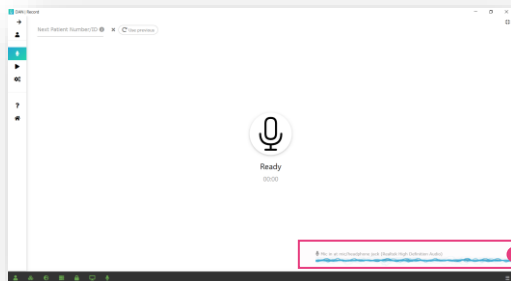 DAX | Record
Next Patient Number/ID
Use previous
Ready
00:00
Mic in at mic/headphone jack (Realtek High Definition Audio)
?